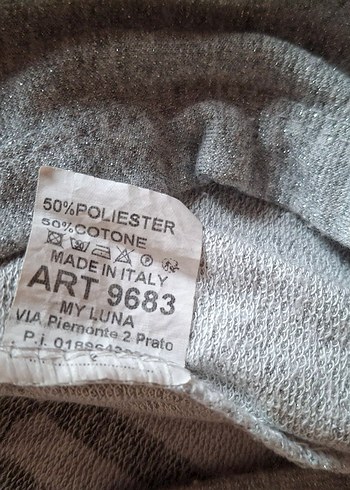 50%POLIESTER
50%COTONE
MADE IN ITALY
ART 9683
MY LUNA
VIA Piemonte 2 Prato
P.i.